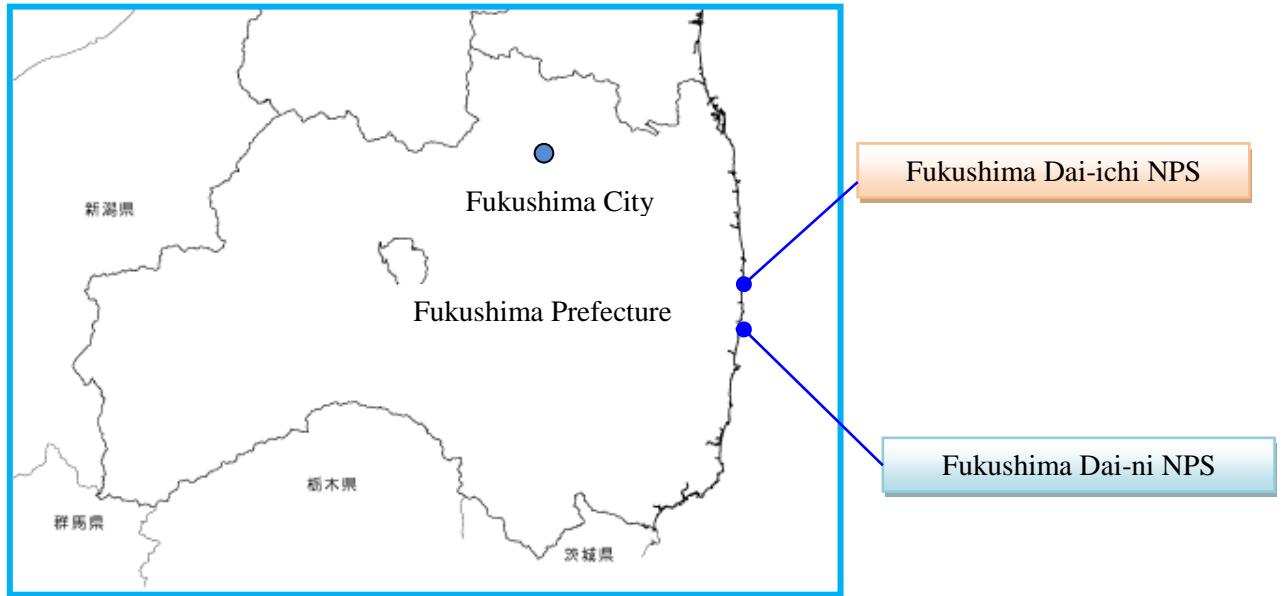 Fukushima Dai-ichi NPS
Fukushima City
新潟県
Fukushima Prefecture
Fukushima Dai-ni NPS
栃木県
群馬県
茨城県